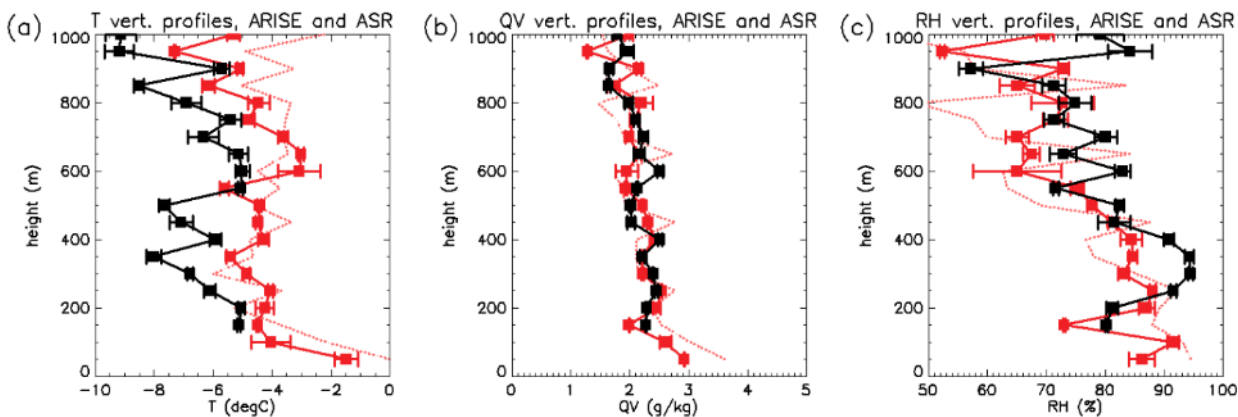 (a) T vert. profiles, ARISE and ASR
1000
800
600
400
200
0
height (m)
-10 -8 -6 -4 -2 0
T (degC)
(b) QV vert. profiles, ARISE and ASR
1000
800
600
400
200
0
height (m)
0 1 2 3 4 5
QV (g/kg)
(c) RH vert. profiles, ARISE and ASR
1000
800
600
400
200
0
height (m)
50 60 70 80 90 100
RH (%)